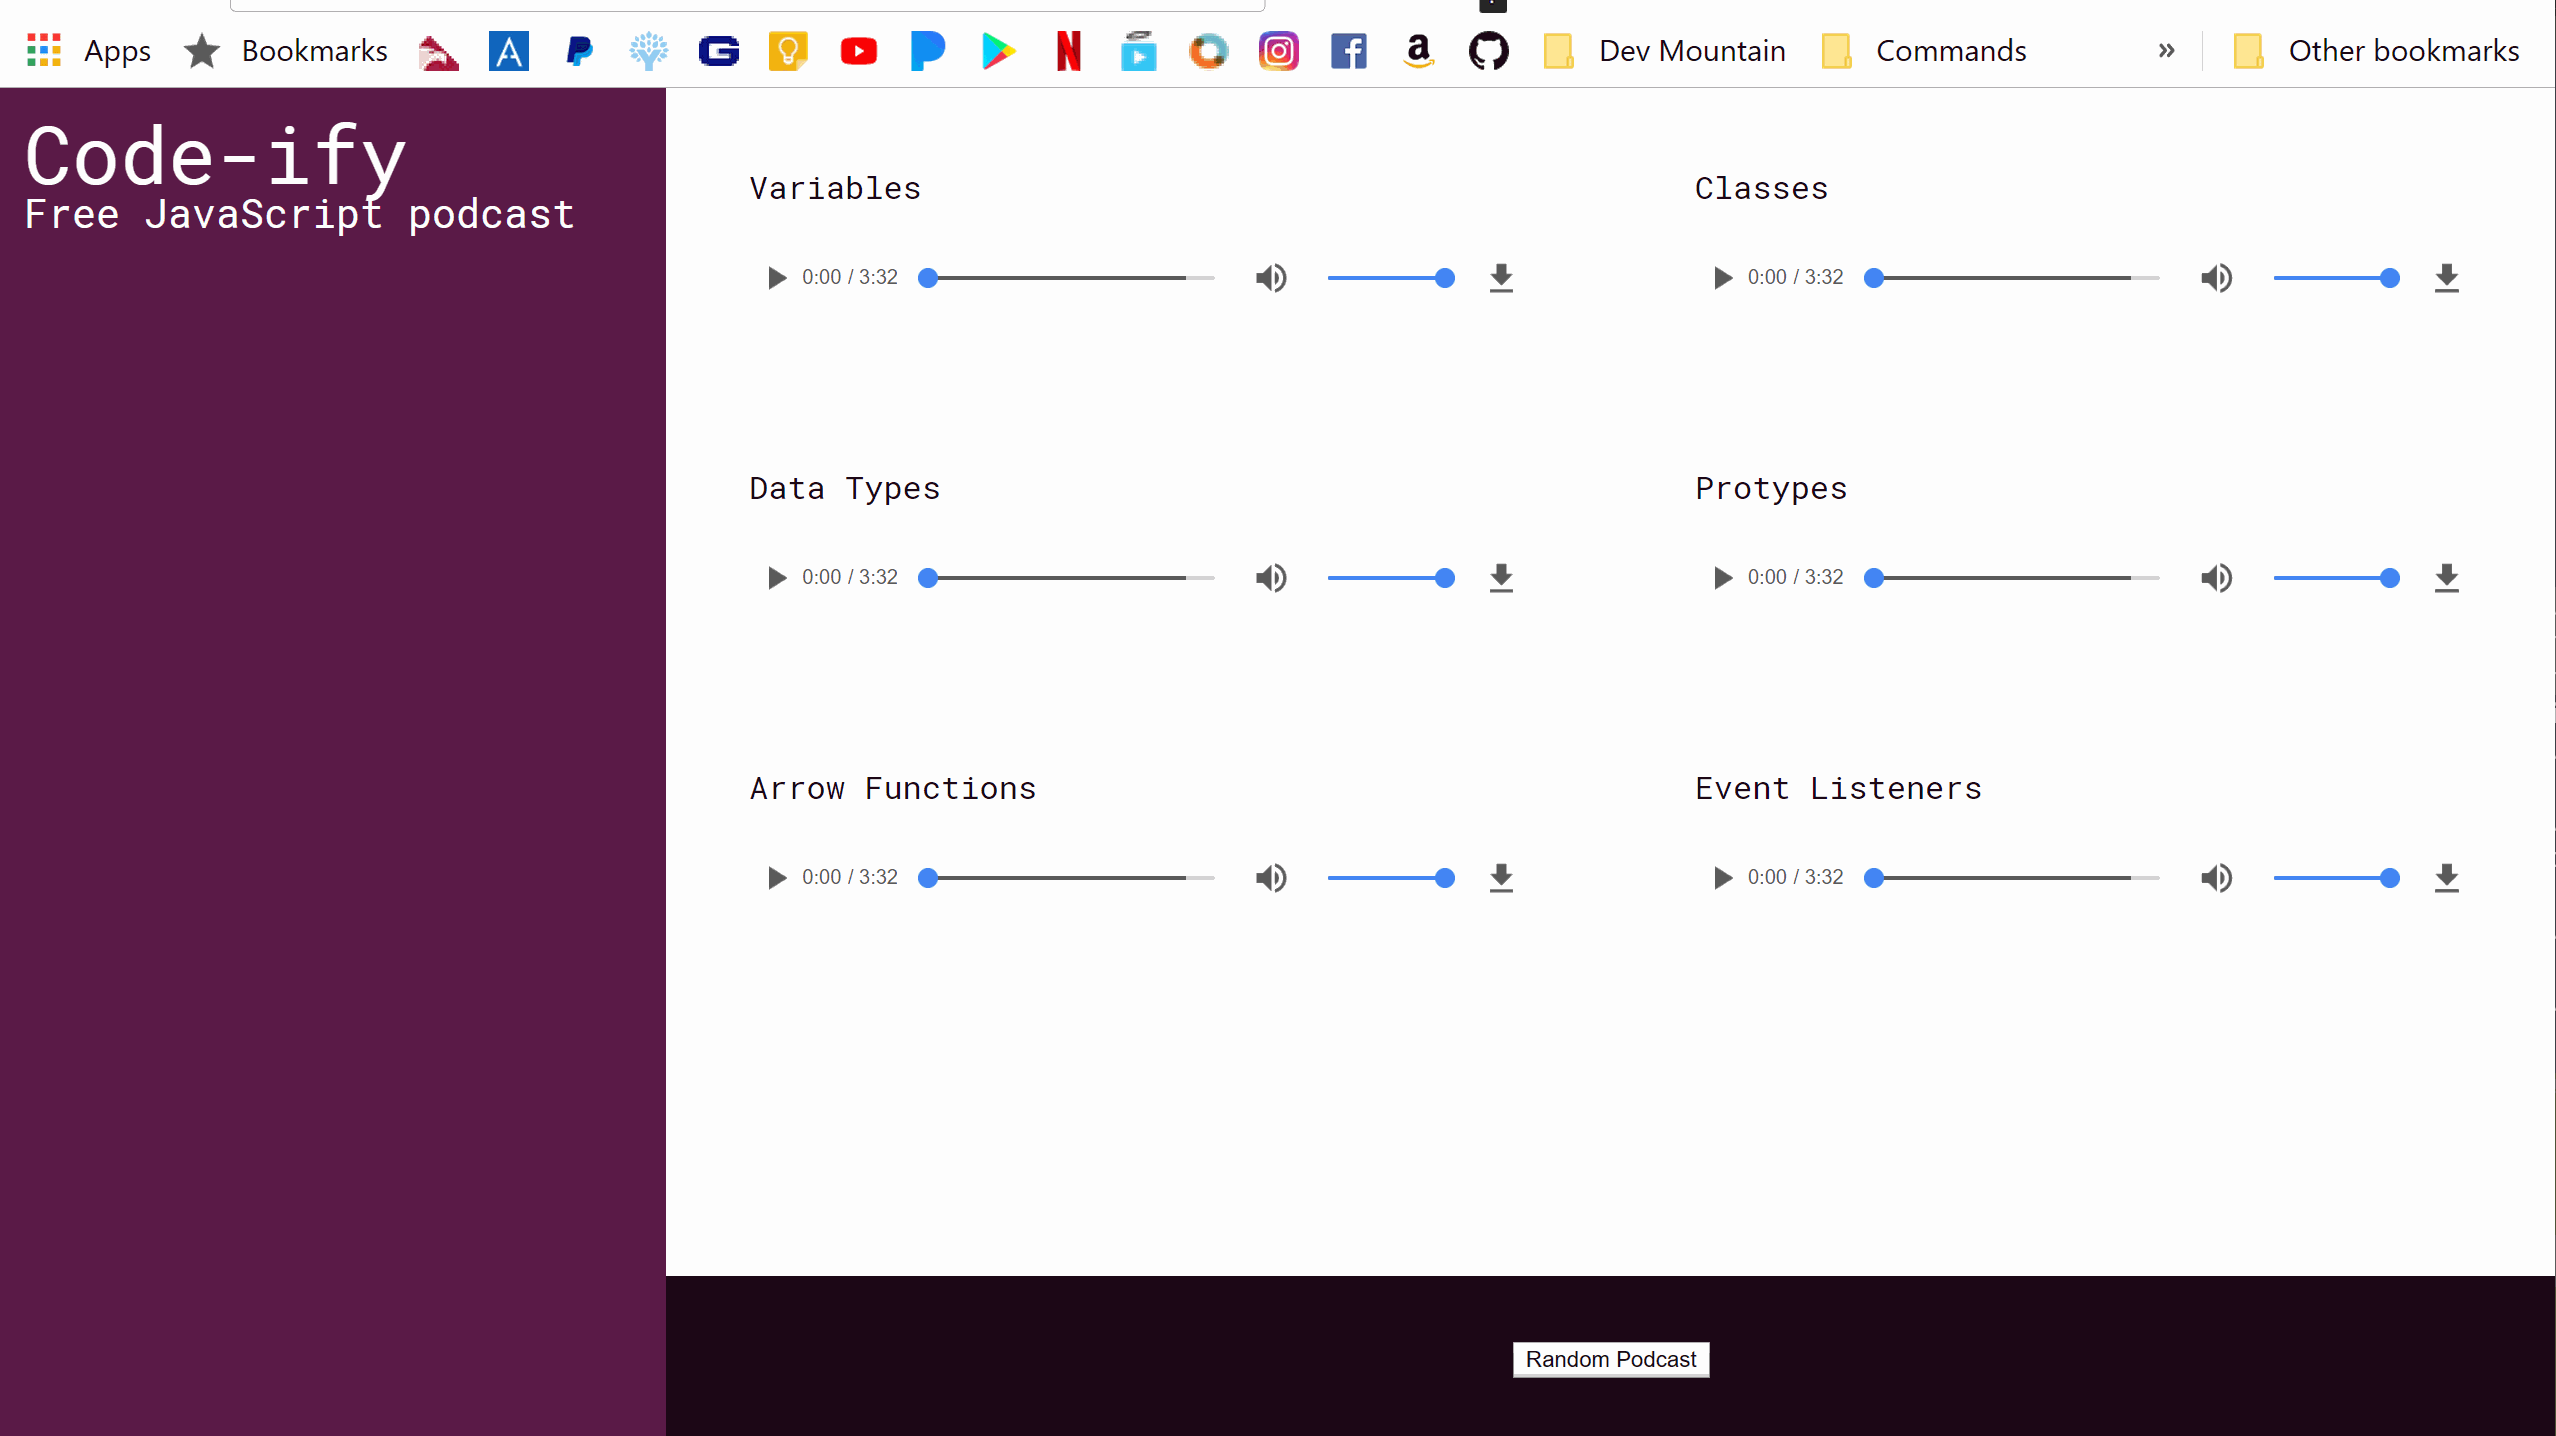 Apps Bookmarks Dev Mountain Commands » Other bookmarks
Code-ify
Free JavaScript podcast
Variables
0:00 / 3:32
Classes
0:00 / 3:32
Data Types
0:00 / 3:32
Protypes
0:00 / 3:32
Arrow Functions
0:00 / 3:32
Event Listeners
0:00 / 3:32
Random Podcast